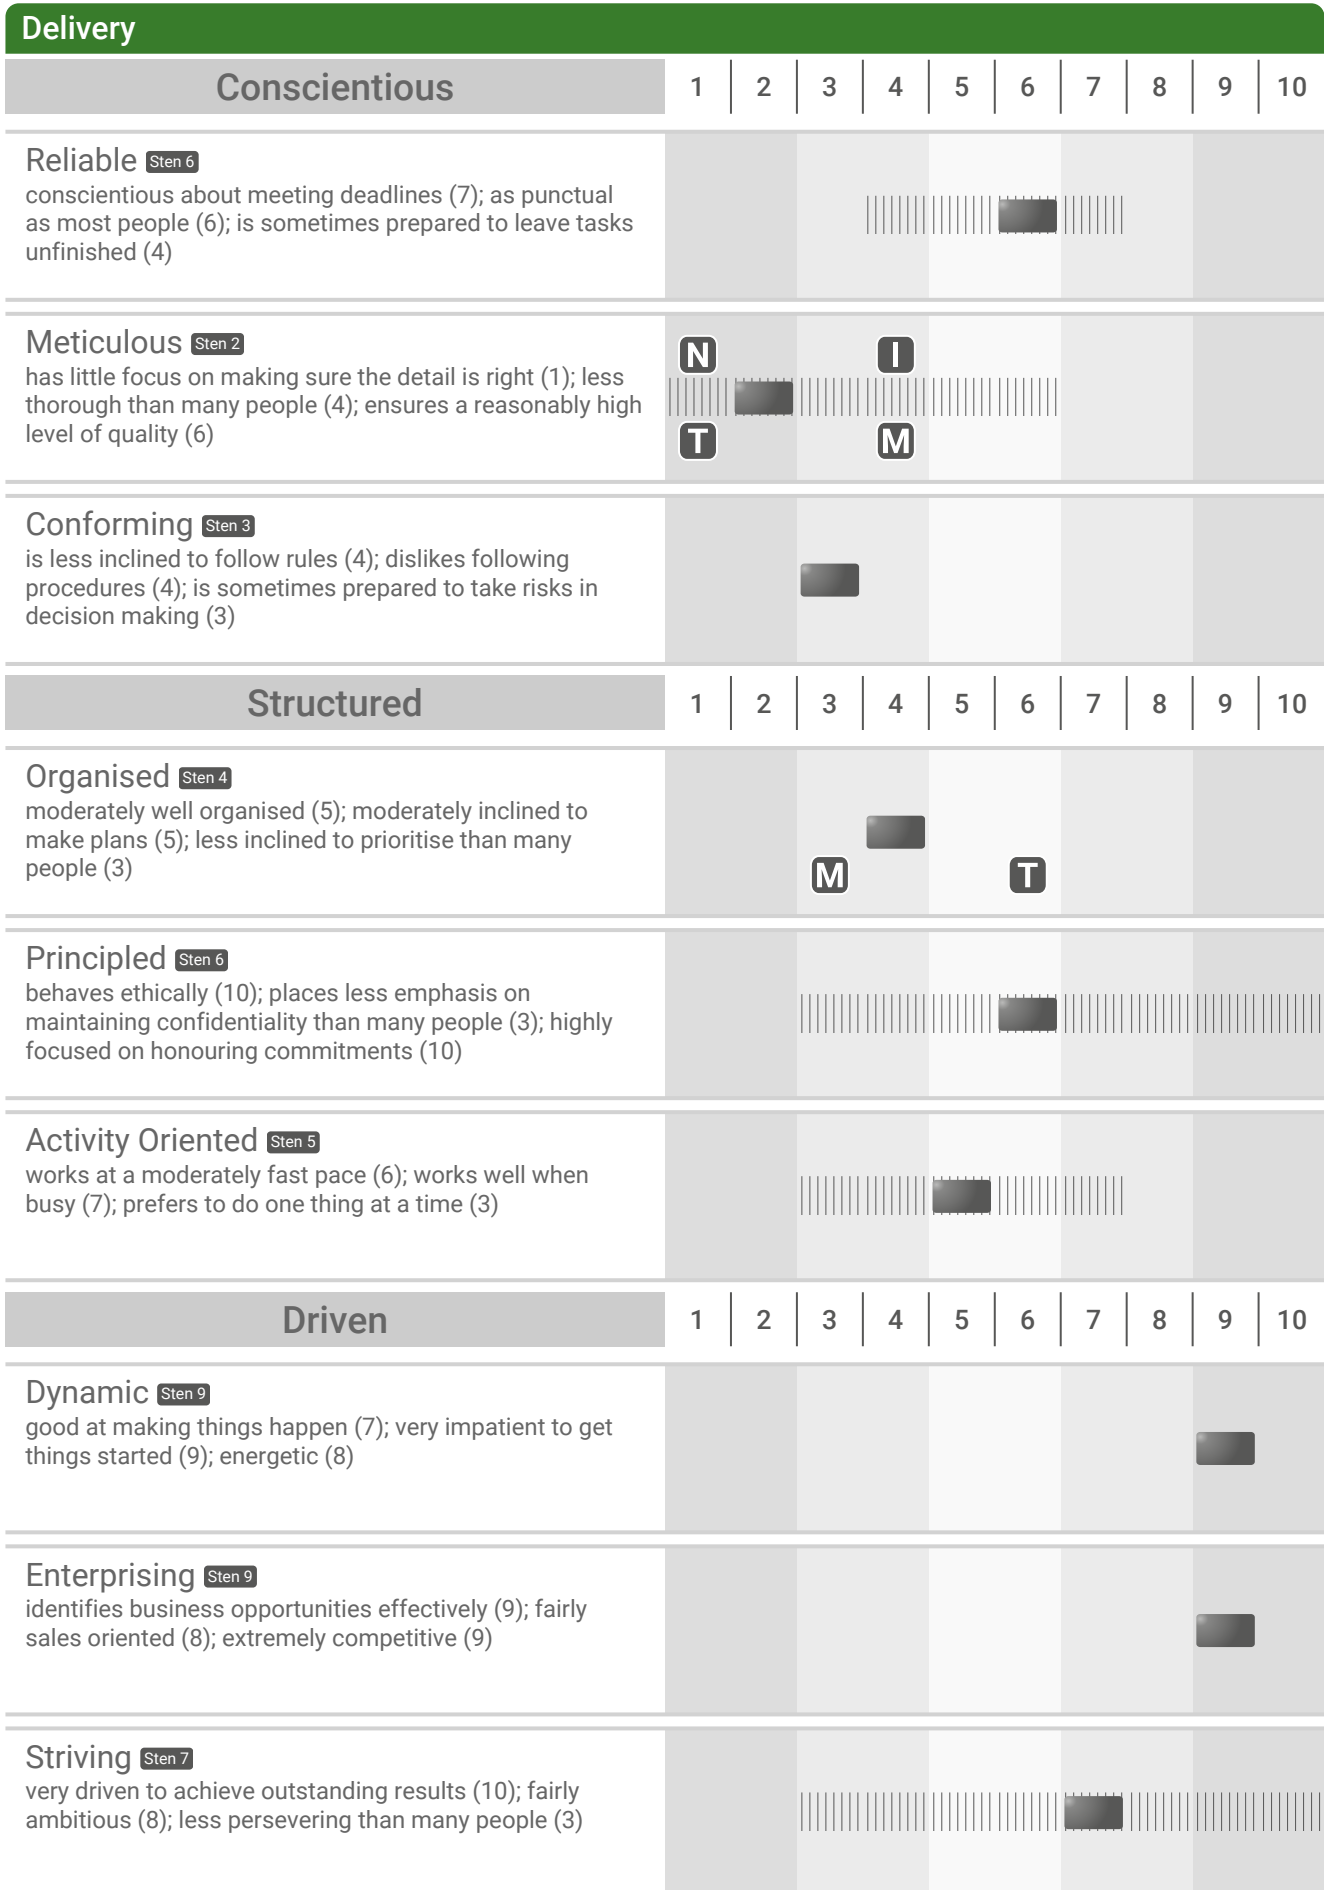 Delivery
Conscientious 1 2 3 4 5 6 7 8 9 10
Reliable Sten 6
conscientious about meeting deadlines (7); as punctual
as most people (6); is sometimes prepared to leave tasks
unfinished (4)
Meticulous Sten 2
has little focus on making sure the detail is right (1); less
thorough than many people (4); ensures a reasonably high
level of quality (6)
N I
T M
Conforming Sten 3
is less inclined to follow rules (4); dislikes following
procedures (4); is sometimes prepared to take risks in
decision making (3)
Structured 1 2 3 4 5 6 7 8 9 10
Organised Sten 4
moderately well organised (5); moderately inclined to
make plans (5); less inclined to prioritise than many
people (3)
M T
Principled Sten 6
behaves ethically (10); places less emphasis on
maintaining confidentiality than many people (3); highly
focused on honouring commitments (10)
Activity Oriented Sten 5
works at a moderately fast pace (6); works well when
busy (7); prefers to do one thing at a time (3)
Driven 1 2 3 4 5 6 7 8 9 10
Dynamic Sten 9
good at making things happen (7); very impatient to get
things started (9); energetic (8)
Enterprising Sten 9
identifies business opportunities effectively (9); fairly
sales oriented (8); extremely competitive (9)
Striving Sten 7
very driven to achieve outstanding results (10); fairly
ambitious (8); less persevering than many people (3)